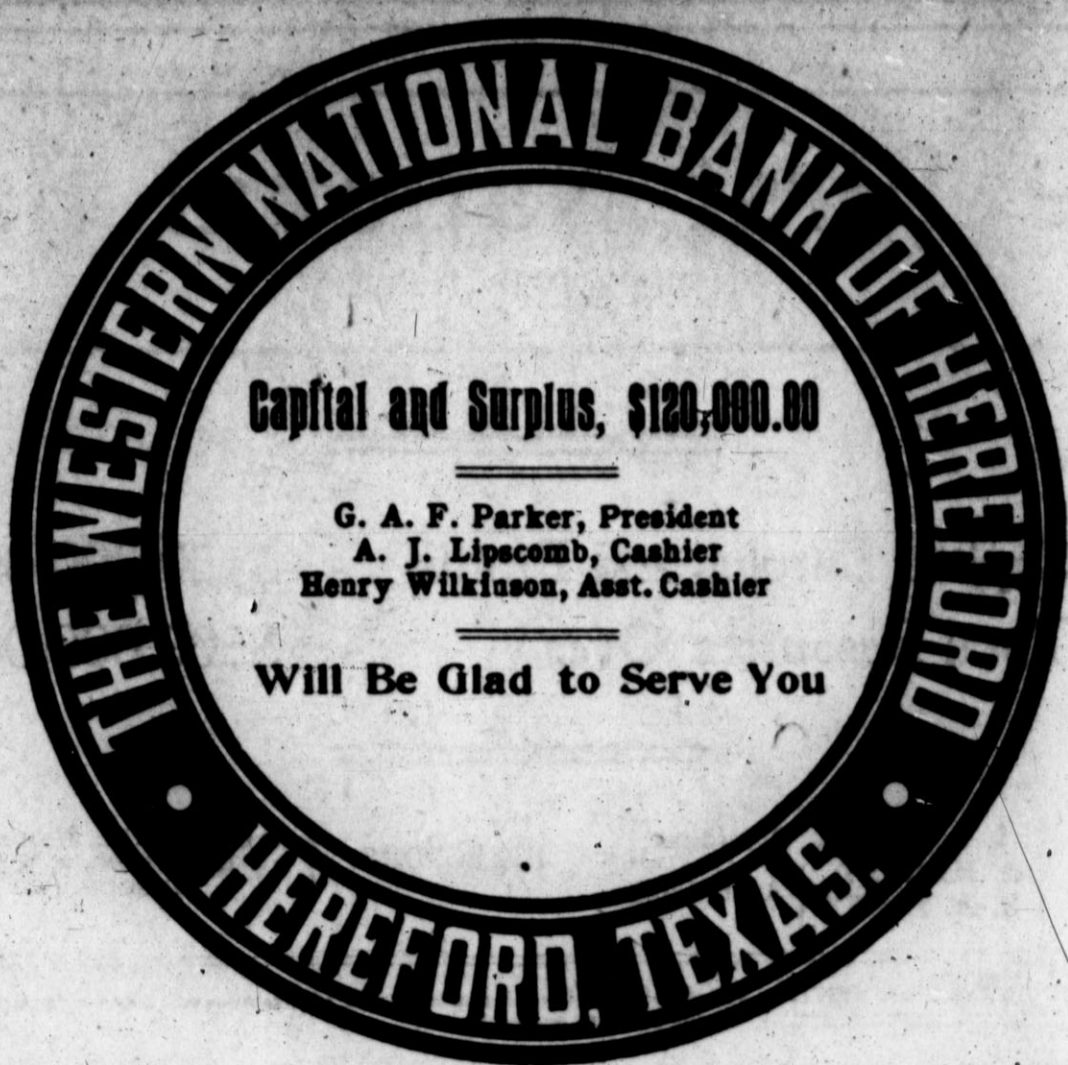 THE WESTERN NATIONAL BANK OF HEREFORD
Capital and Surplus, $120,000.00
G. A. F. Parker, President
A. J. Lipscomb, Cashier
Henry Wilkinson, Asst. Cashier
Will Be Glad to Serve You
HEREFORD, TEXAS.